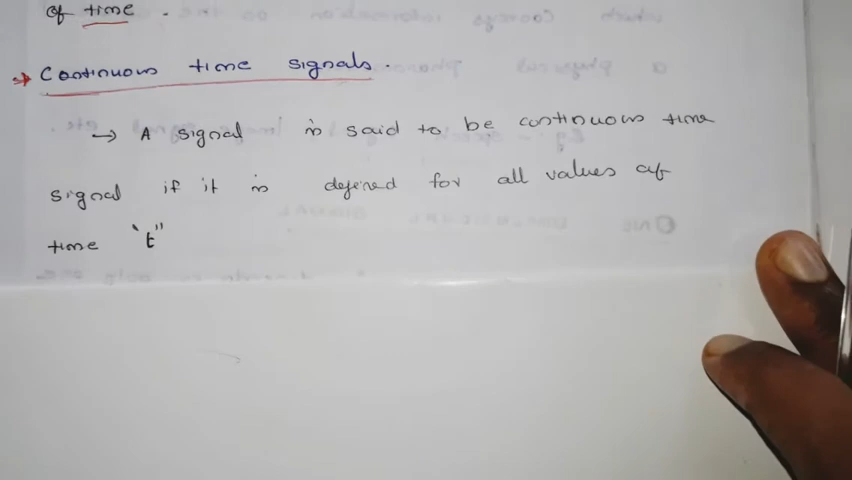 of time .
Continuous time signals .
→ A signal is said to be continuous time
signal if it is defined for all values of
time "t"